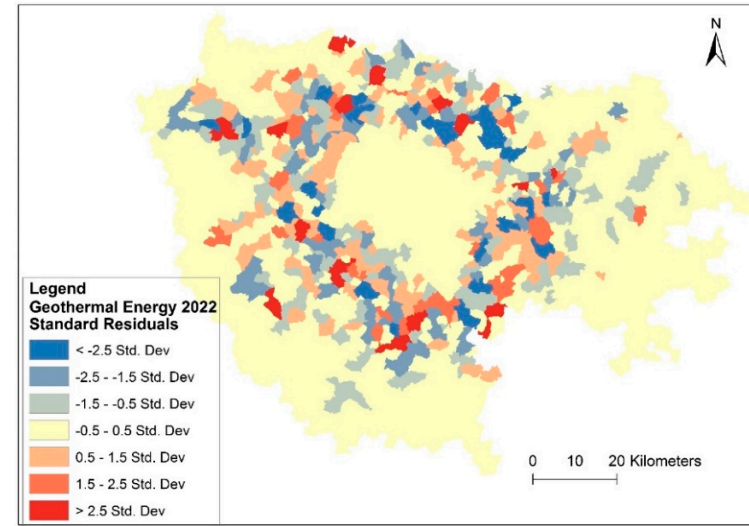 N
Legend
Geothermal Energy 2022
Standard Residuals
< -2.5 Std. Dev
-2.5 - -1.5 Std. Dev
-1.5 - -0.5 Std. Dev
-0.5 - 0.5 Std. Dev
0.5 - 1.5 Std. Dev
1.5 - 2.5 Std. Dev
> 2.5 Std. Dev
0 10 20 Kilometers